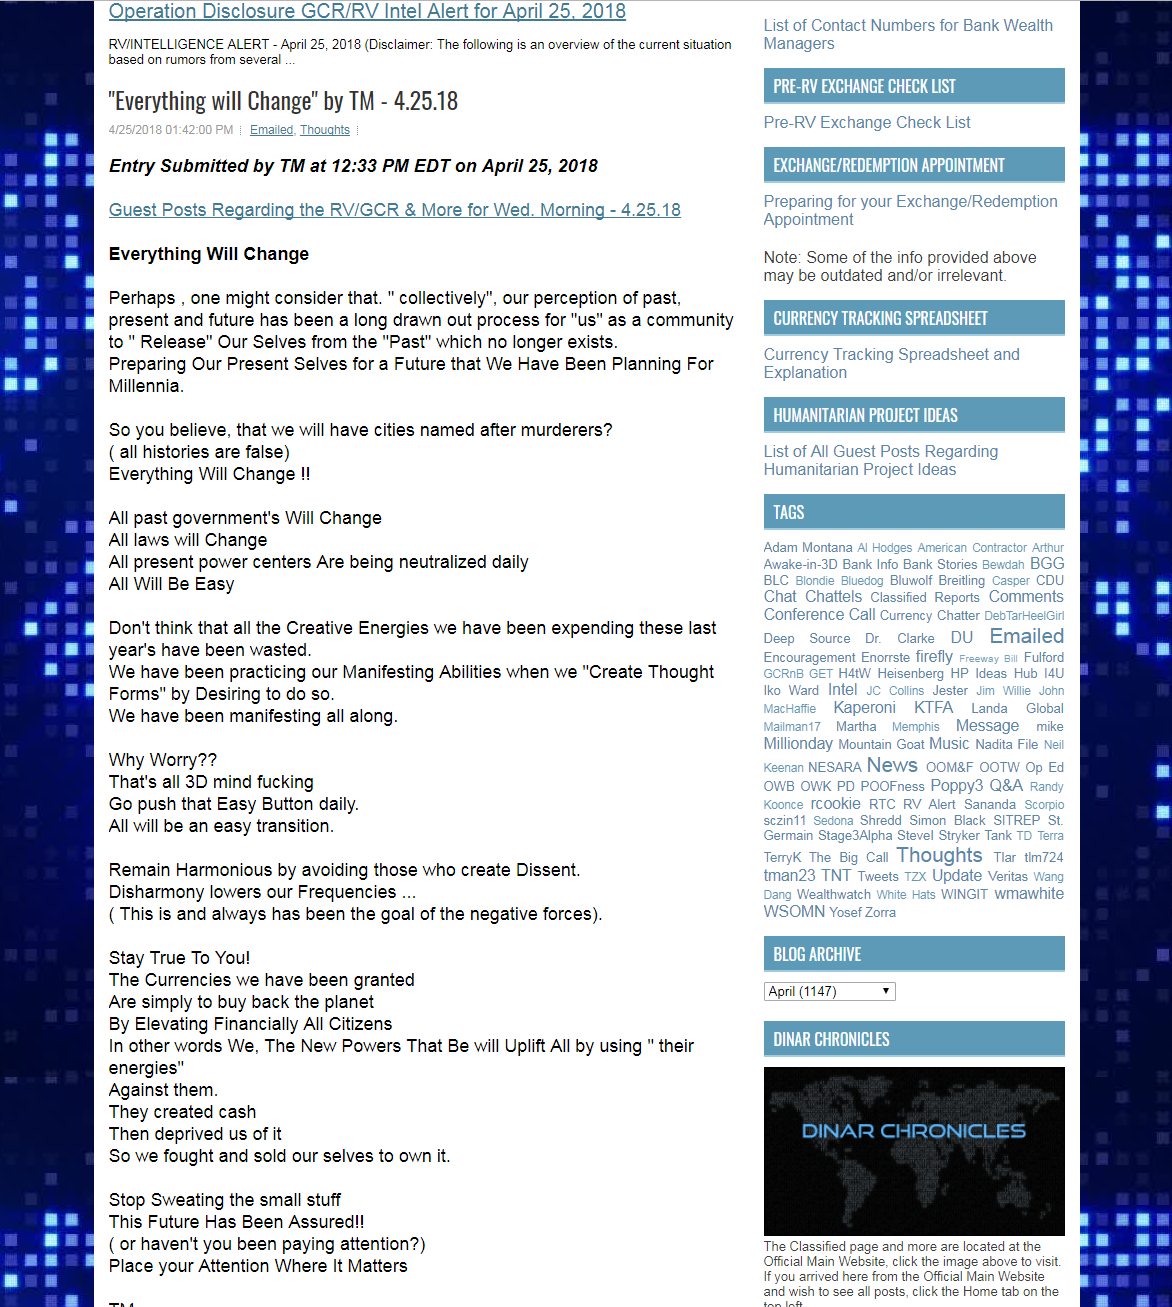 Operation Disclosure GCR/RV Intel Alert for April 25, 2018
RV/INTELLIGENCE ALERT - April 25, 2018 (Disclaimer: The following is an overview of the current situation
based on rumors from several ...
"Everything will Change" by TM - 4.25.18
4/25/2018 01:42:00 PM Emailed, Thoughts
Entry Submitted by TM at 12:33 PM EDT on April 25, 2018
Guest Posts Regarding the RV/GCR & More for Wed. Morning - 4.25.18
Everything Will Change
Perhaps , one might consider that. " collectively", our perception of past,
present and future has been a long drawn out process for "us" as a community
to " Release" Our Selves from the "Past" which no longer exists.
Preparing Our Present Selves for a Future that We Have Been Planning For
Millennia.
So you believe, that we will have cities named after murderers?
( all histories are false)
Everything Will Change !!
All past government's Will Change
All laws will Change
All present power centers Are being neutralized daily
All Will Be Easy
Don't think that all the Creative Energies we have been expending these last
year's have been wasted.
We have been practicing our Manifesting Abilities when we "Create Thought
Forms" by Desiring to do so.
We have been manifesting all along.
Why Worry??
That's all 3D mind fucking
Go push that Easy Button daily.
All will be an easy transition.
Remain Harmonious by avoiding those who create Dissent.
Disharmony lowers our Frequencies ...
( This is and always has been the goal of the negative forces).
Stay True To You!
The Currencies we have been granted
Are simply to buy back the planet
By Elevating Financially All Citizens
In other words We, The New Powers That Be will Uplift All by using " their
energies"
Against them.
They created cash
Then deprived us of it
So we fought and sold our selves to own it.
Stop Sweating the small stuff
This Future Has Been Assured!!
( or haven't you been paying attention?)
Place your Attention Where It Matters
TM
List of Contact Numbers for Bank Wealth
Managers
PRE-RV EXCHANGE CHECK LIST
Pre-RV Exchange Check List
EXCHANGE/REDEMPTION APPOINTMENT
Preparing for your Exchange/Redemption
Appointment
Note: Some of the info provided above
may be outdated and/or irrelevant.
CURRENCY TRACKING SPREADSHEET
Currency Tracking Spreadsheet and
Explanation
HUMANITARIAN PROJECT IDEAS
List of All Guest Posts Regarding
Humanitarian Project Ideas
TAGS
Adam Montana Al Hodges American Contractor Arthur
Awake-in-3D Bank Info Bank Stories Bewdah BGG
BLC Blondie Bluedog Bluwolf Breitling Casper CDU
Chat Chattels Classified Reports Comments
Conference Call Currency Chatter DebTarHeelGirl
Deep Source Dr. Clarke DU Emailed
Encouragement Enorrste firefly Freeway Bill Fulford
GCRnB GET H4tW Heisenberg HP Ideas Hub I4U
Iko Ward Intel JC Collins Jester Jim Willie John
MacHaffie Kaperoni KTFA Landa Global
Mailman17 Martha Memphis Message mike
Millionday Mountain Goat Music Nadita File Neil
Keenan NESARA News OOM&F OOTW Op Ed
OWB OWK PD POOFness Poppy3 Q&A Randy
Koonce rcookie RTC RV Alert Sananda Scorpio
sczin11 Sedona Shredd Simon Black SITREP St.
Germain Stage3Alpha Stevel Stryker Tank TD Terra
TerryK The Big Call Thoughts Tlar tlm724
tman23 TNT Tweets TZX Update Veritas Wang
Dang Wealthwatch White Hats WINGIT wmawhite
WSOMN Yosef Zorra
BLOG ARCHIVE
April (1147)
DINAR CHRONICLES
DINAR CHRONICLES
The Classified page and more are located at the
Official Main Website, click the image above to visit.
If you arrived here from the Official Main Website
and wish to see all posts, click the Home tab on the
top left